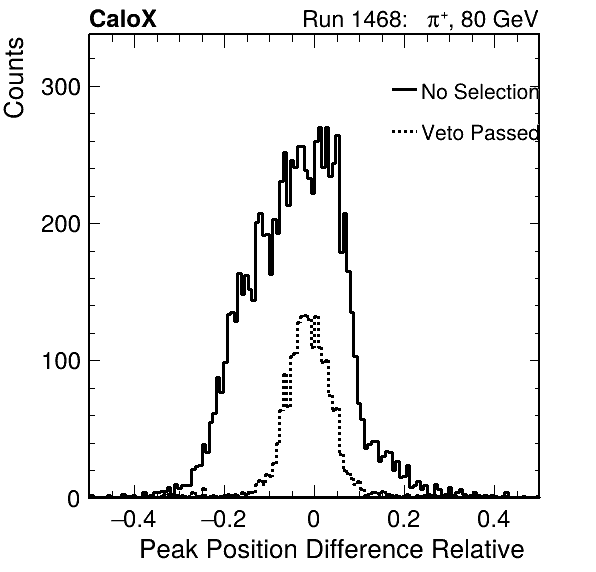 CaloX Run 1468: π⁺, 80 GeV
Counts
No Selection
Veto Passed
300
200
100
0
−0.4 −0.2 0 0.2 0.4
Peak Position Difference Relative